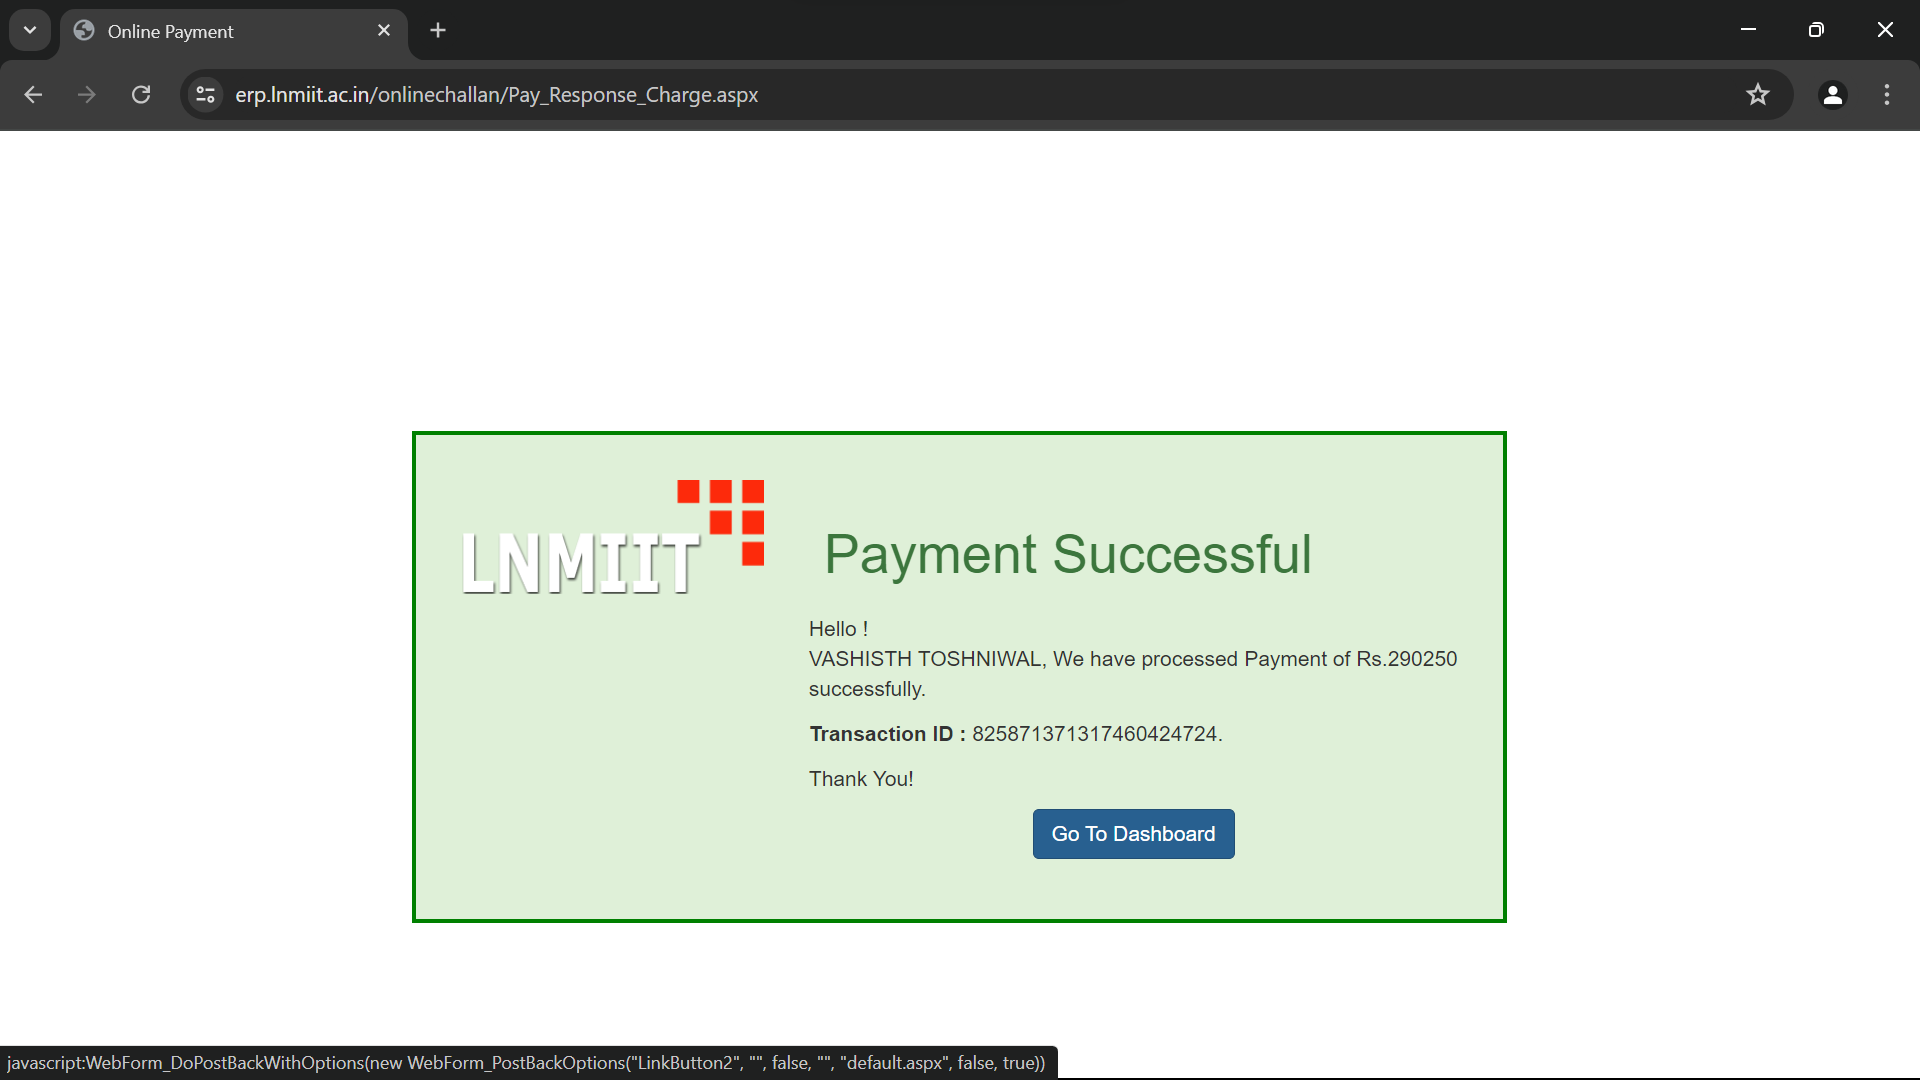 Online Payment
erp.lnmiit.ac.in/onlinechallan/Pay_Response_Charge.aspx
LNMIIT
Payment Successful
Hello !
VASHISTH TOSHNIWAL, We have processed Payment of Rs.290250
successfully.
Transaction ID : 825871371317460424724.
Thank You!
Go To Dashboard
javascript:WebForm_DoPostBackWithOptions(new WebForm_PostBackOptions("LinkButton2", "", false, "", "default.aspx", false, true))